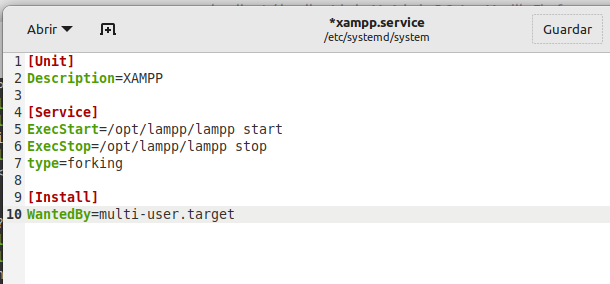 Abrir
*xampp.service
/etc/systemd/system
Guardar
1 [Unit]
2 Description=XAMPP
3
4 [Service]
5 ExecStart=/opt/lampp/lampp start
6 ExecStop=/opt/lampp/lampp stop
7 type=forking
8
9 [Install]
10 WantedBy=multi-user.target